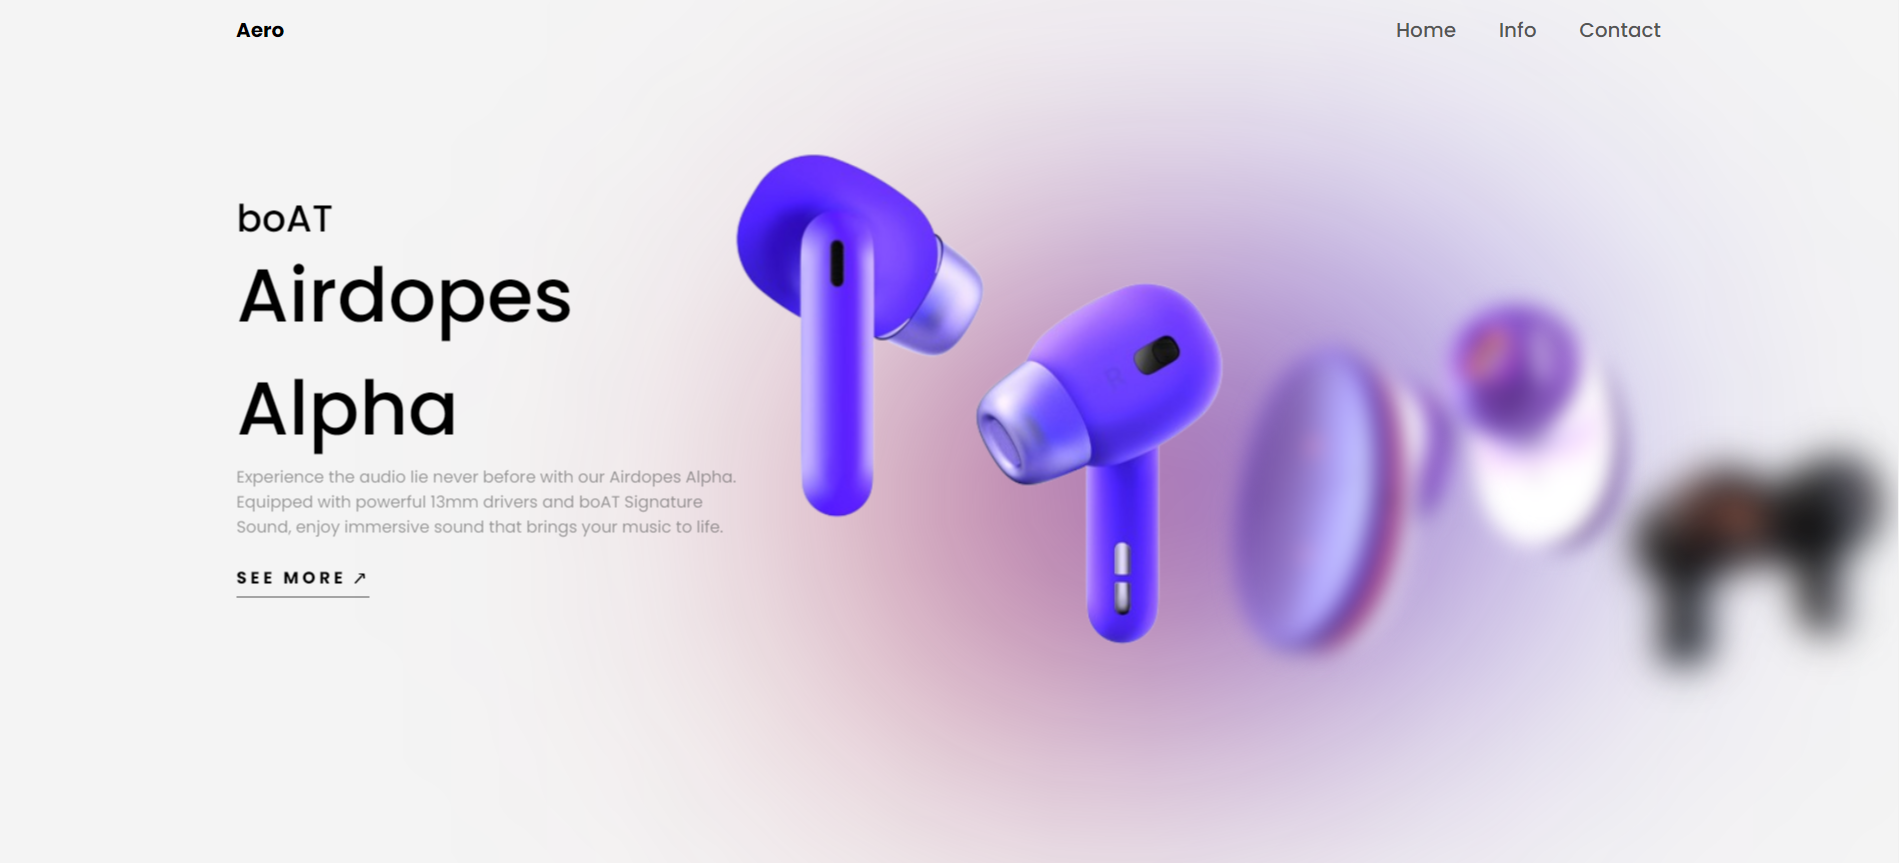 Aero
Home Info Contact
boAT
Airdopes
Alpha
Experience the audio lie never before with our Airdopes Alpha.
Equipped with powerful 13mm drivers and boAT Signature
Sound, enjoy immersive sound that brings your music to life.
SEE MORE ↗
R